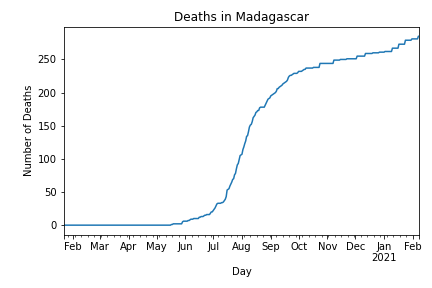 Deaths in Madagascar
Number of Deaths
250
200
150
100
50
0
Feb Mar Apr May Jun Jul Aug Sep Oct Nov Dec Jan Feb
2021
Day